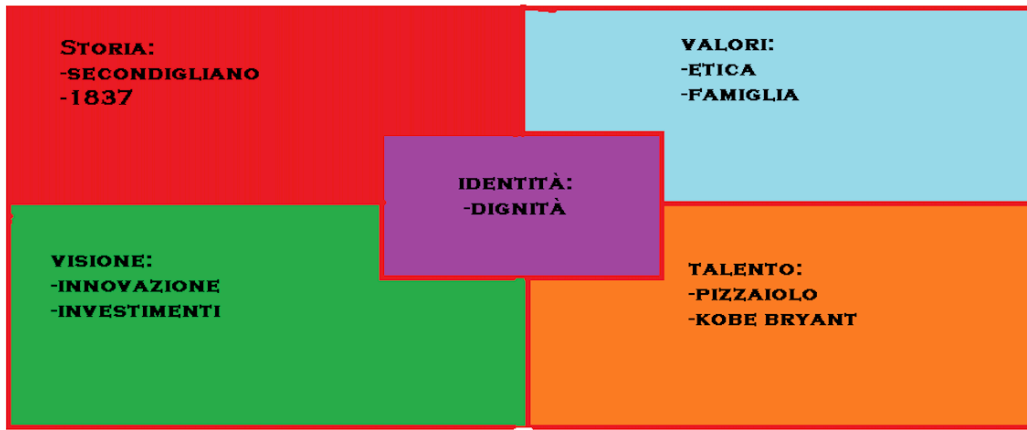 Storia:
-secondigliano
-1837
valori:
-etica
-famiglia
identità:
-dignità
visione:
-innovazione
-investimenti
talento:
-pizzaiolo
-kobe bryant